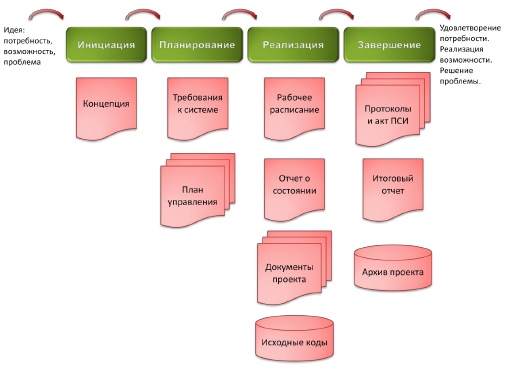 Идея:
потребность,
возможность,
проблема
Инициация
Планирование
Реализация
Завершение
Удовлетворение
потребности.
Реализация
возможности.
Решение
проблемы.
Концепция
Требования
к системе
Рабочее
расписание
Протоколы
и акт ПСИ
План
управления
Отчет о
состоянии
Итоговый
отчет
Документы
проекта
Архив проекта
Исходные коды